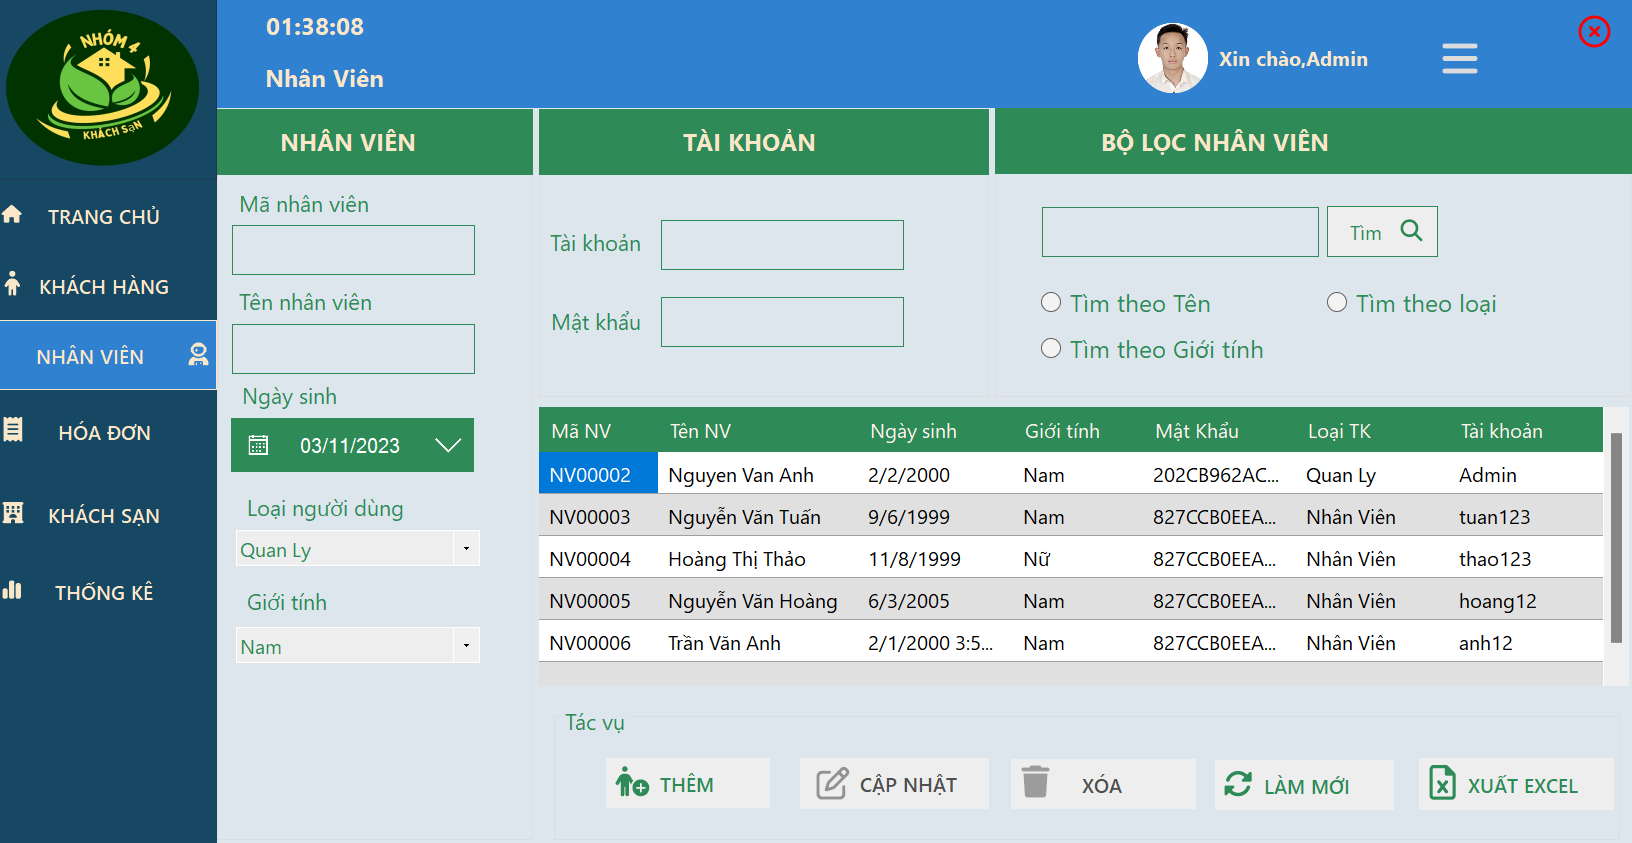 NHÓM 4
KHÁCH SẠN
01:38:08
Nhân Viên
Xin chào,Admin
TRANG CHỦ
KHÁCH HÀNG
NHÂN VIÊN
HÓA ĐƠN
KHÁCH SẠN
THỐNG KÊ
NHÂN VIÊN
Mã nhân viên
Tên nhân viên
Ngày sinh
03/11/2023
Loại người dùng
Quan Ly
Giới tính
Nam
TÀI KHOẢN
Tài khoản
Mật khẩu
BỘ LỌC NHÂN VIÊN
Tìm
Tìm theo Tên
Tìm theo loại
Tìm theo Giới tính
Mã NV Tên NV Ngày sinh Giới tính Mật Khẩu Loại TK Tài khoản
NV00002 Nguyen Van Anh 2/2/2000 Nam 202CB962AC... Quan Ly Admin
NV00003 Nguyễn Văn Tuấn 9/6/1999 Nam 827CCB0EEA... Nhân Viên tuan123
NV00004 Hoàng Thị Thảo 11/8/1999 Nữ 827CCB0EEA... Nhân Viên thao123
NV00005 Nguyễn Văn Hoàng 6/3/2005 Nam 827CCB0EEA... Nhân Viên hoang12
NV00006 Trần Văn Anh 2/1/2000 3:5... Nam 827CCB0EEA... Nhân Viên anh12
Tác vụ
THÊM
CẬP NHẬT
XÓA
LÀM MỚI
XUẤT EXCEL